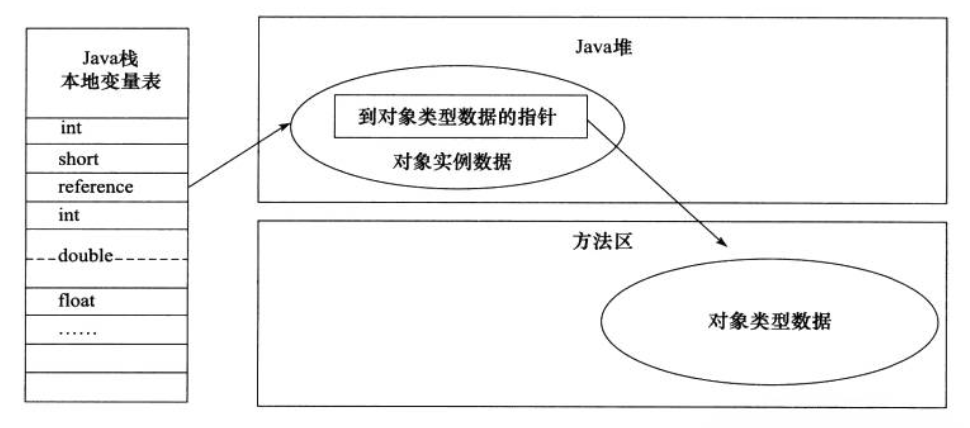 Java栈
本地变量表
int
short
reference
int
double
float
……
Java堆
到对象类型数据的指针
对象实例数据
方法区
对象类型数据